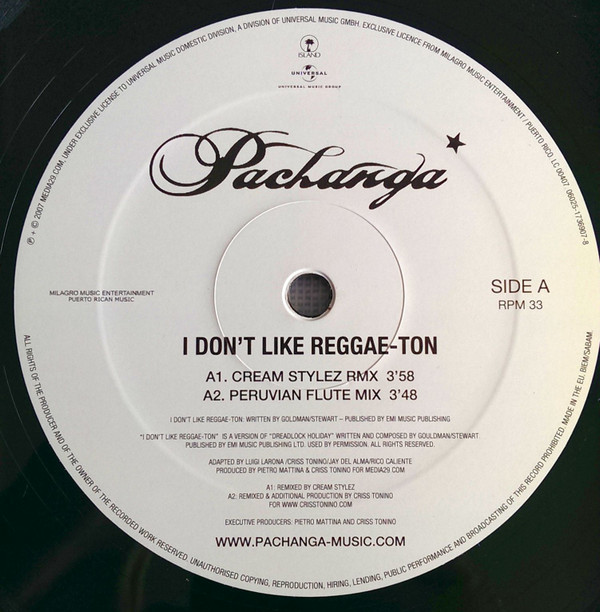 ℗ + © 2007 MEDIA29.COM, UNDER EXCLUSIVE LICENSE TO UNIVERSAL MUSIC DOMESTIC DIVISION, A DIVISION OF UNIVERSAL MUSIC GMBH. EXCLUSIVE LICENCE FROM MILAGRO MUSIC ENTERTAINMENT / PUERTO RICO. LC 00407 06025-1736907-8
ISLAND
UNIVERSAL
UNIVERSAL MUSIC GROUP
Pachanga
MILAGRO MUSIC ENTERTAINMENT
PUERTO RICAN MUSIC
SIDE A
RPM 33
I DON'T LIKE REGGAE-TON
A1. CREAM STYLEZ RMX 3'58
A2. PERUVIAN FLUTE MIX 3'48
I DON'T LIKE REGGAE-TON: WRITTEN BY GOLDMAN/STEWART – PUBLISHED BY EMI MUSIC PUBLISHING
"I DON'T LIKE REGGAE-TON" IS A VERSION OF "DREADLOCK HOLIDAY" WRITTEN AND COMPOSED BY GOULDMAN/STEWART.
PUBLISHED BY EMI MUSIC PUBLISHING LTD. USED BY PERMISSION. ALL RIGHTS RESERVED.
ADAPTED BY LUIGI LARONA /CRISS TONINO/JAY DEL ALMA/RICO CALIENTE
PRODUCED BY PIETRO MATTINA & CRISS TONINO FOR MEDIA29.COM
A1: REMIXED BY CREAM STYLEZ
A2: REMIXED & ADDITIONAL PRODUCTION BY CRISS TONINO
FOR WWW.CRISSTONINO.COM
EXECUTIVE PRODUCERS: PIETRO MATTINA AND CRISS TONINO
WWW.PACHANGA-MUSIC.COM
ALL RIGHTS OF THE PRODUCER AND OF THE OWNER OF THE RECORDED WORK RESERVED. UNAUTHORISED COPYING, REPRODUCTION, HIRING, LENDING, PUBLIC PERFORMANCE AND BROADCASTING OF THIS RECORD PROHIBITED. MADE IN THE EU. BIEM/SABAM.